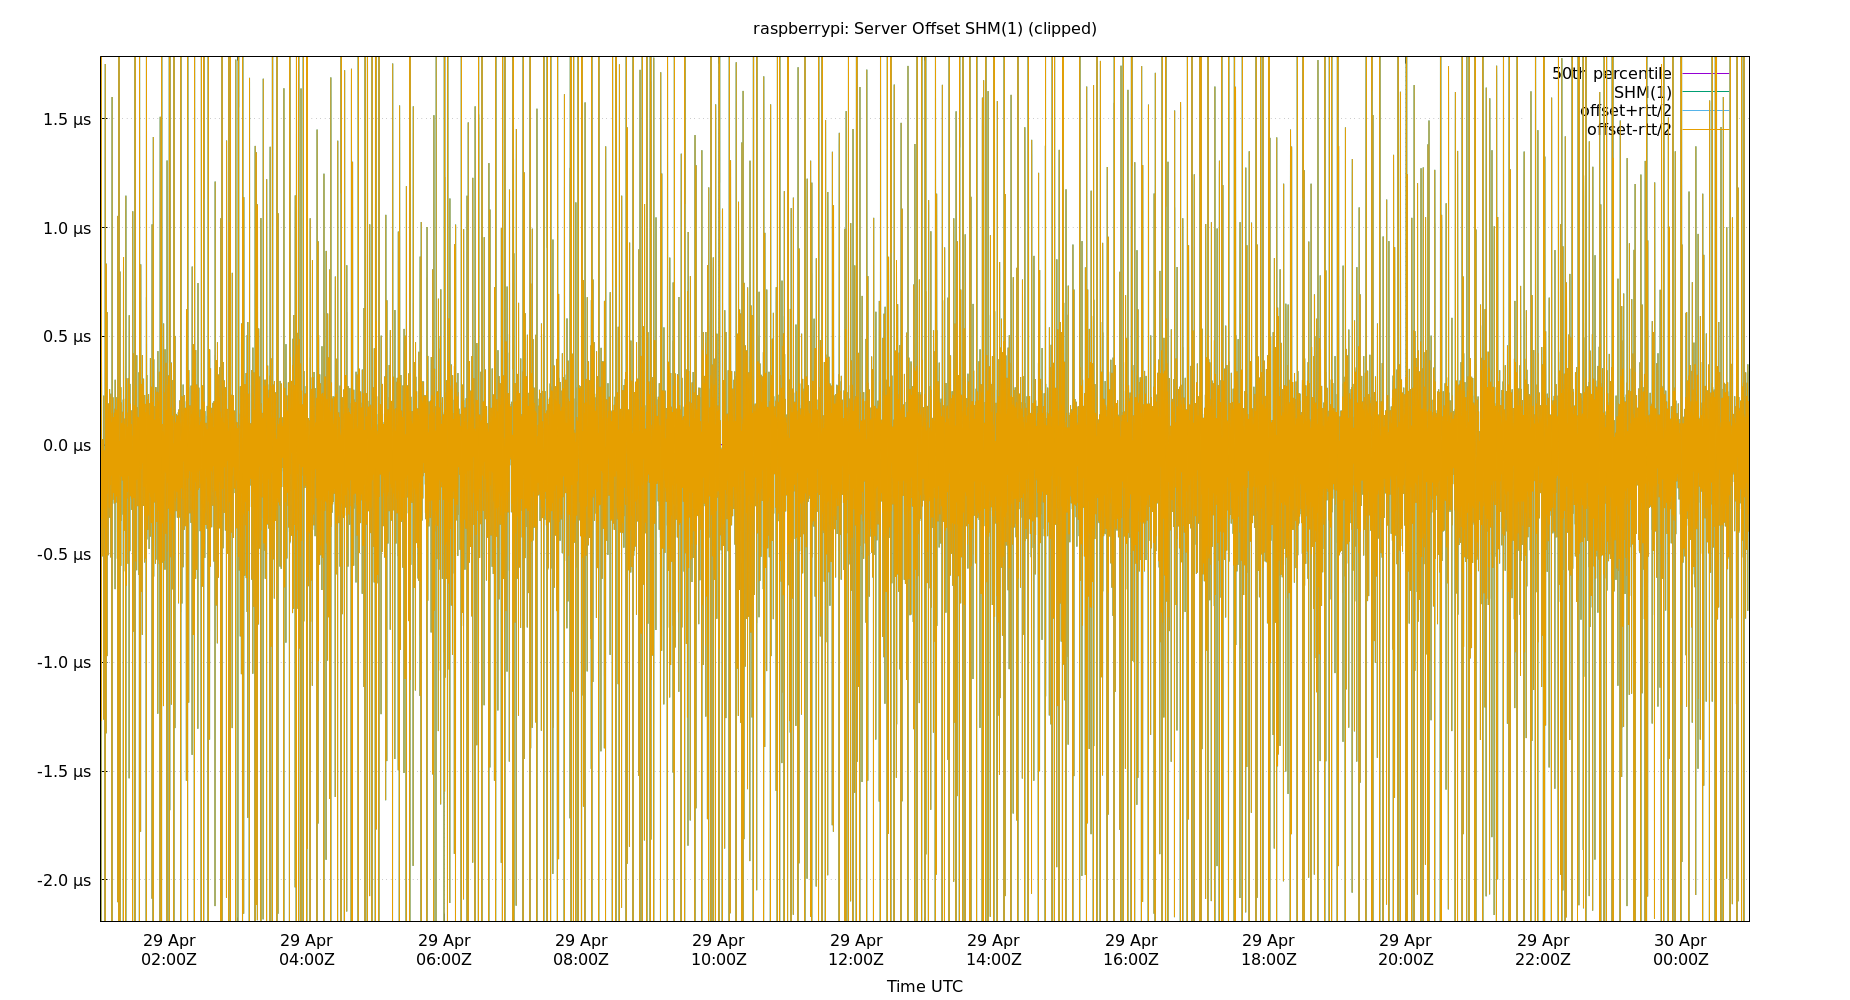 raspberrypi: Server Offset SHM(1) (clipped)
50th percentile
SHM(1)
offset+rtt/2
offset-rtt/2
1.5 µs
1.0 µs
0.5 µs
0.0 µs
-0.5 µs
-1.0 µs
-1.5 µs
-2.0 µs
29 Apr 29 Apr 29 Apr 29 Apr 29 Apr 29 Apr 29 Apr 29 Apr 29 Apr 29 Apr 29 Apr 30 Apr
02:00Z 04:00Z 06:00Z 08:00Z 10:00Z 12:00Z 14:00Z 16:00Z 18:00Z 20:00Z 22:00Z 00:00Z
Time UTC